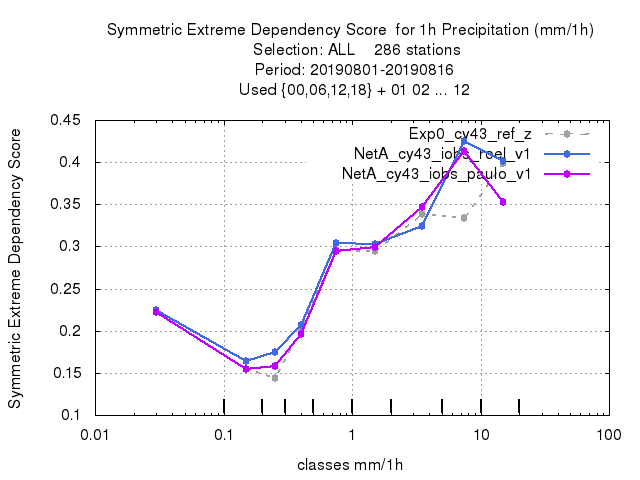 Symmetric Extreme Dependency Score for 1h Precipitation (mm/1h)
Selection: ALL 286 stations
Period: 20190801-20190816
Used {00,06,12,18} + 01 02 ... 12
Symmetric Extreme Dependency Score
0.45
0.4
0.35
0.3
0.25
0.2
0.15
0.1
Exp0_cy43_ref_z
NetA_cy43_iobs_roel_v1
NetA_cy43_iobs_paulo_v1
0.01 0.1 1 10 100
classes mm/1h